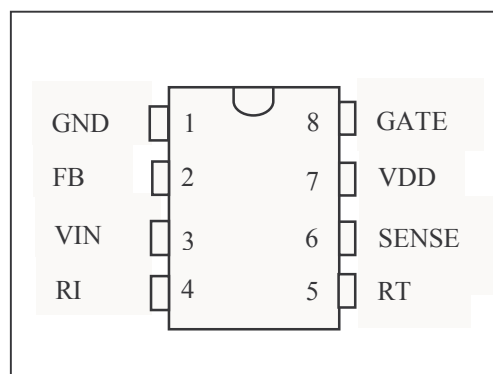 GND 1 8 GATE
FB 2 7 VDD
VIN 3 6 SENSE
RI 4 5 RT